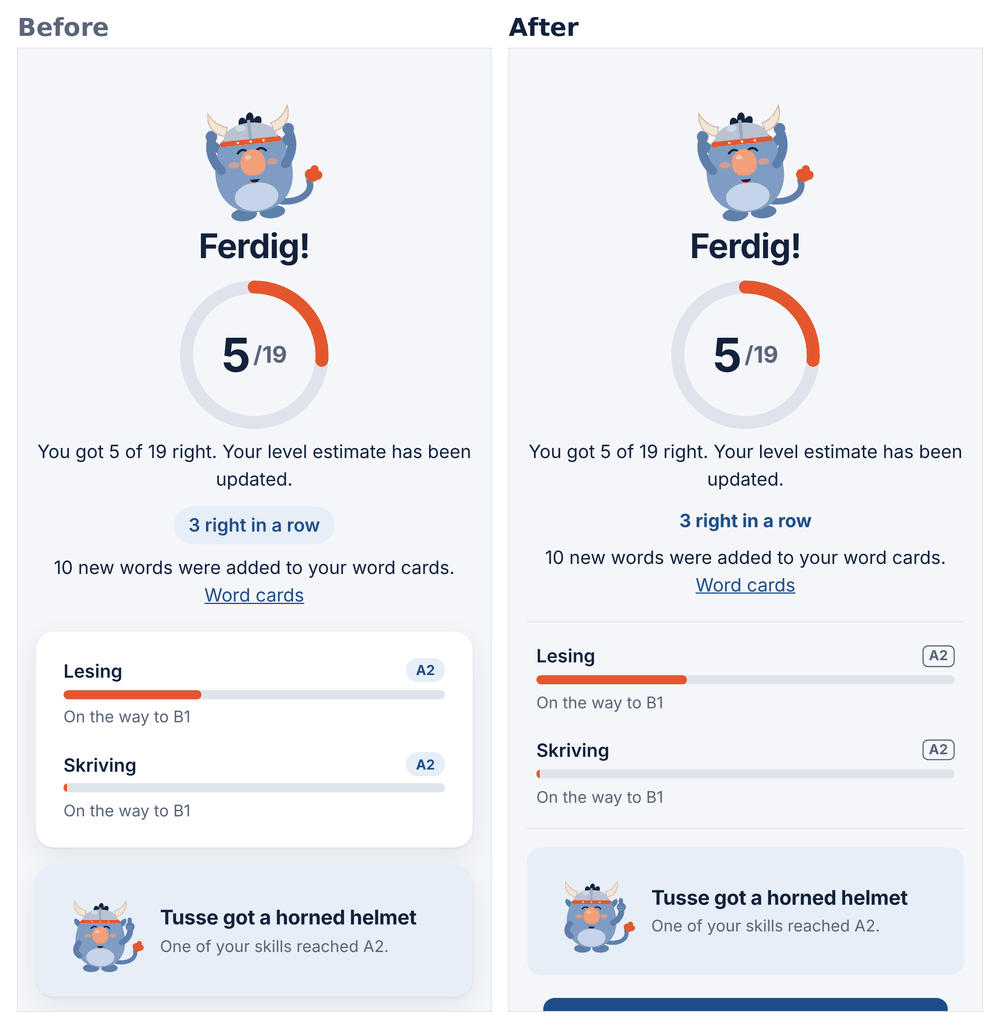 Before
Ferdig!
5/19
You got 5 of 19 right. Your level estimate has been
updated.
3 right in a row
10 new words were added to your word cards.
Word cards
Lesing A2
On the way to B1
Skriving A2
On the way to B1
Tusse got a horned helmet
One of your skills reached A2.
After
Ferdig!
5/19
You got 5 of 19 right. Your level estimate has been
updated.
3 right in a row
10 new words were added to your word cards.
Word cards
Lesing A2
On the way to B1
Skriving A2
On the way to B1
Tusse got a horned helmet
One of your skills reached A2.